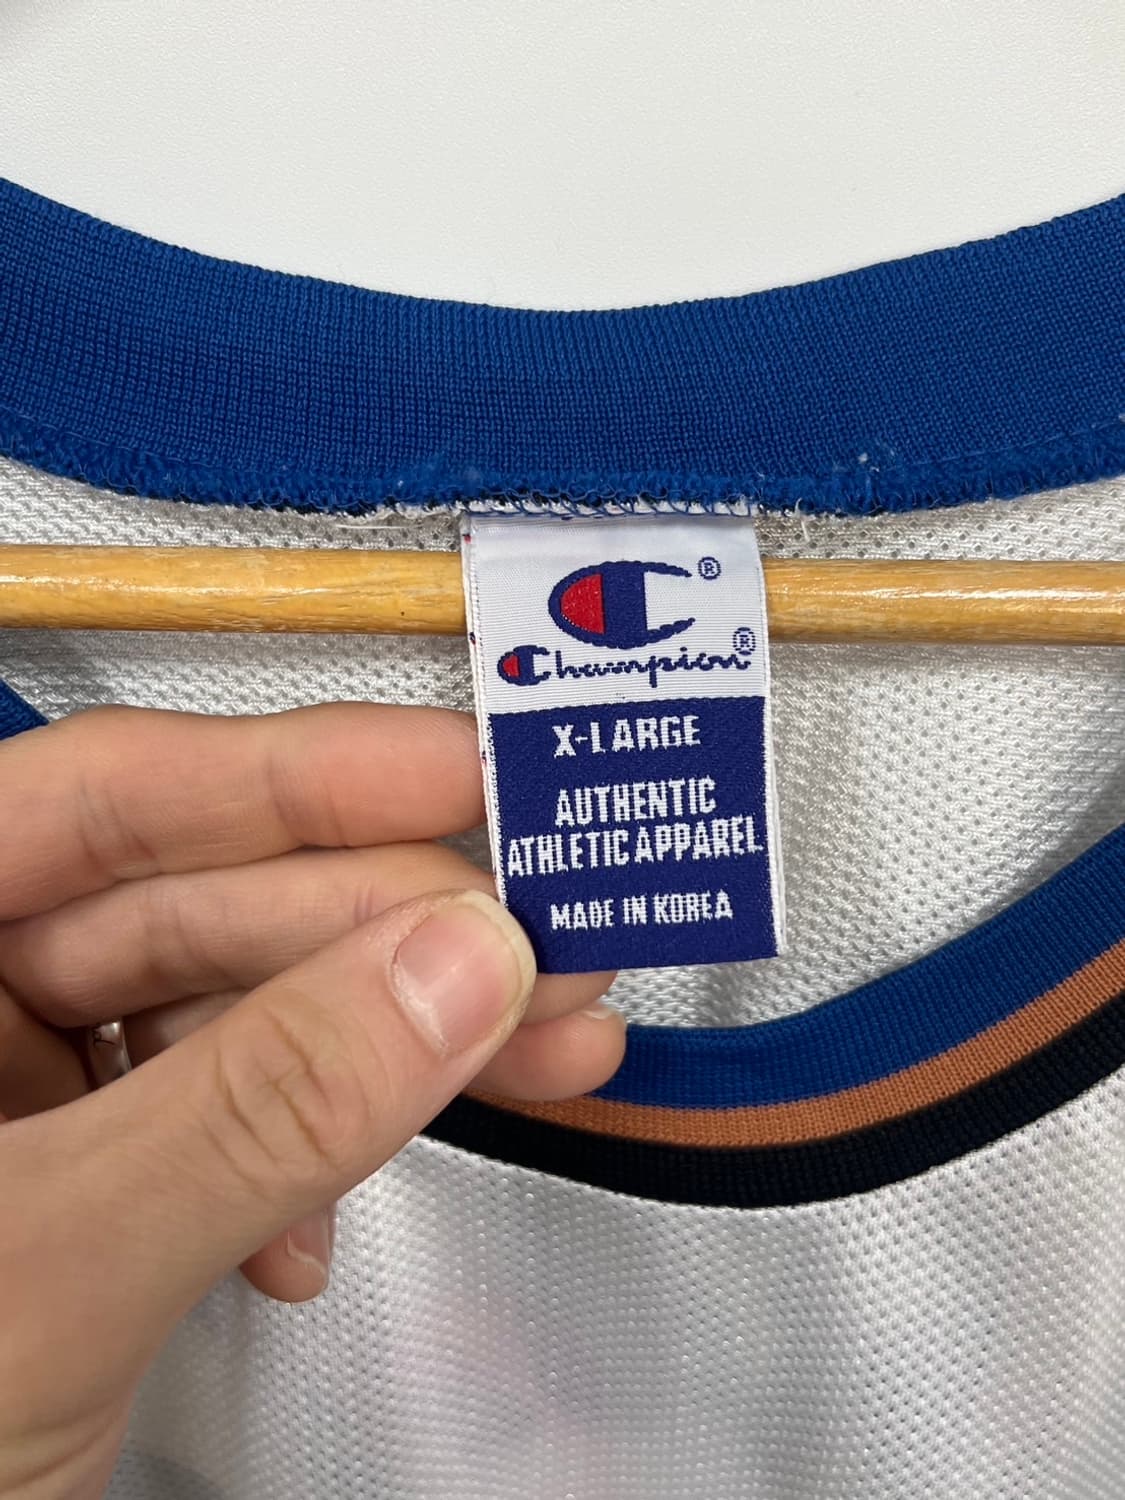 ®
Champion®
X-LARGE
AUTHENTIC
ATHLETIC APPAREL
MADE IN KOREA